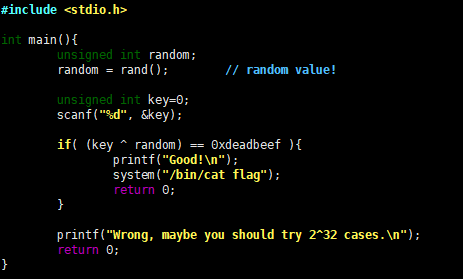 #include <stdio.h>
int main(){
unsigned int random;
random = rand(); // random value!
unsigned int key=0;
scanf("%d", &key);
if( (key ^ random) == 0xdeadbeef ){
printf("Good!\n");
system("/bin/cat flag");
return 0;
}
printf("Wrong, maybe you should try 2^32 cases.\n");
return 0;
}